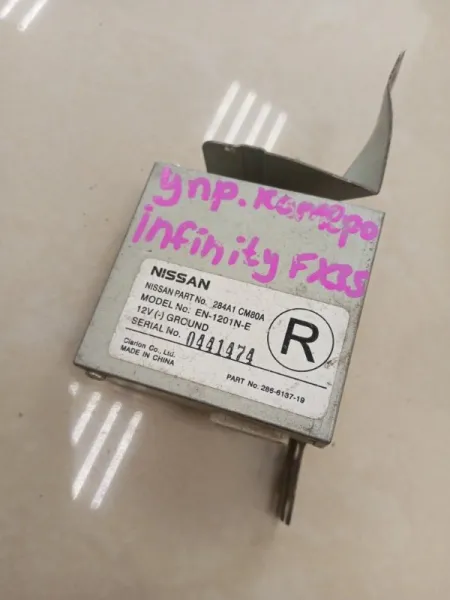 упр. камеро
infinity FX35
NISSAN
NISSAN PART No. 284A1 CM80A
MODEL No. EN-1201N-E
12V (-) GROUND
SERIAL No. 0441474
R
Clarion Co., Ltd.
MADE IN CHINA
PART No. 286-6137-19